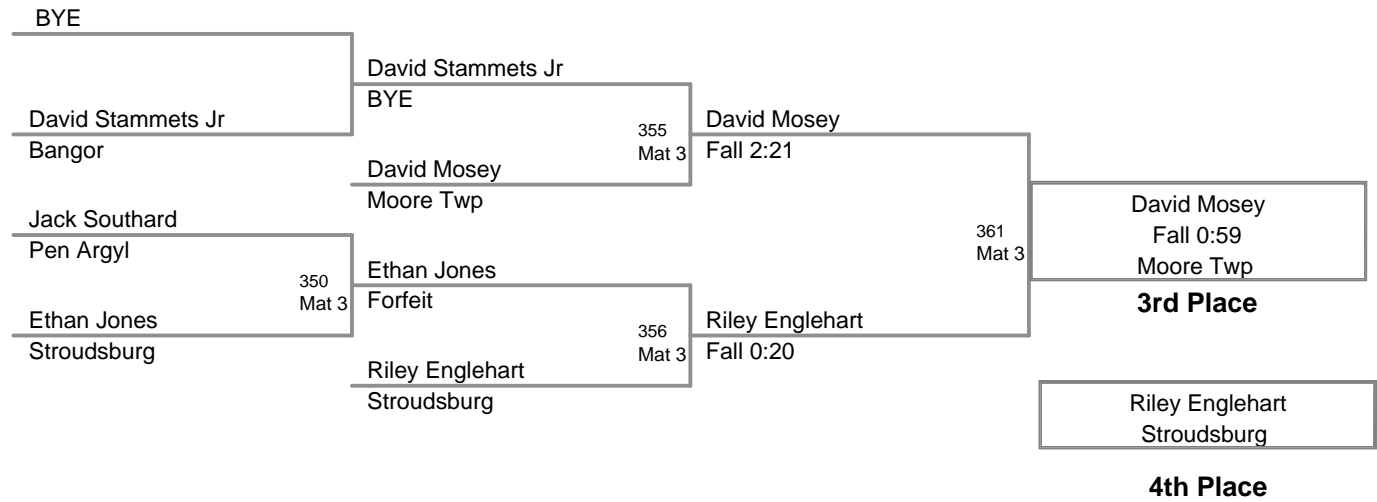 BYE
David Stammets Jr
Bangor
Jack Southard
Pen Argyl
350
Mat 3
Ethan Jones
Stroudsburg
David Stammets Jr
BYE
355
Mat 3
David Mosey
Moore Twp
Ethan Jones
Forfeit
356
Mat 3
Riley Englehart
Stroudsburg
David Mosey
Fall 2:21
361
Mat 3
Riley Englehart
Fall 0:20
David Mosey
Fall 0:59
Moore Twp
3rd Place
Riley Englehart
Stroudsburg
4th Place